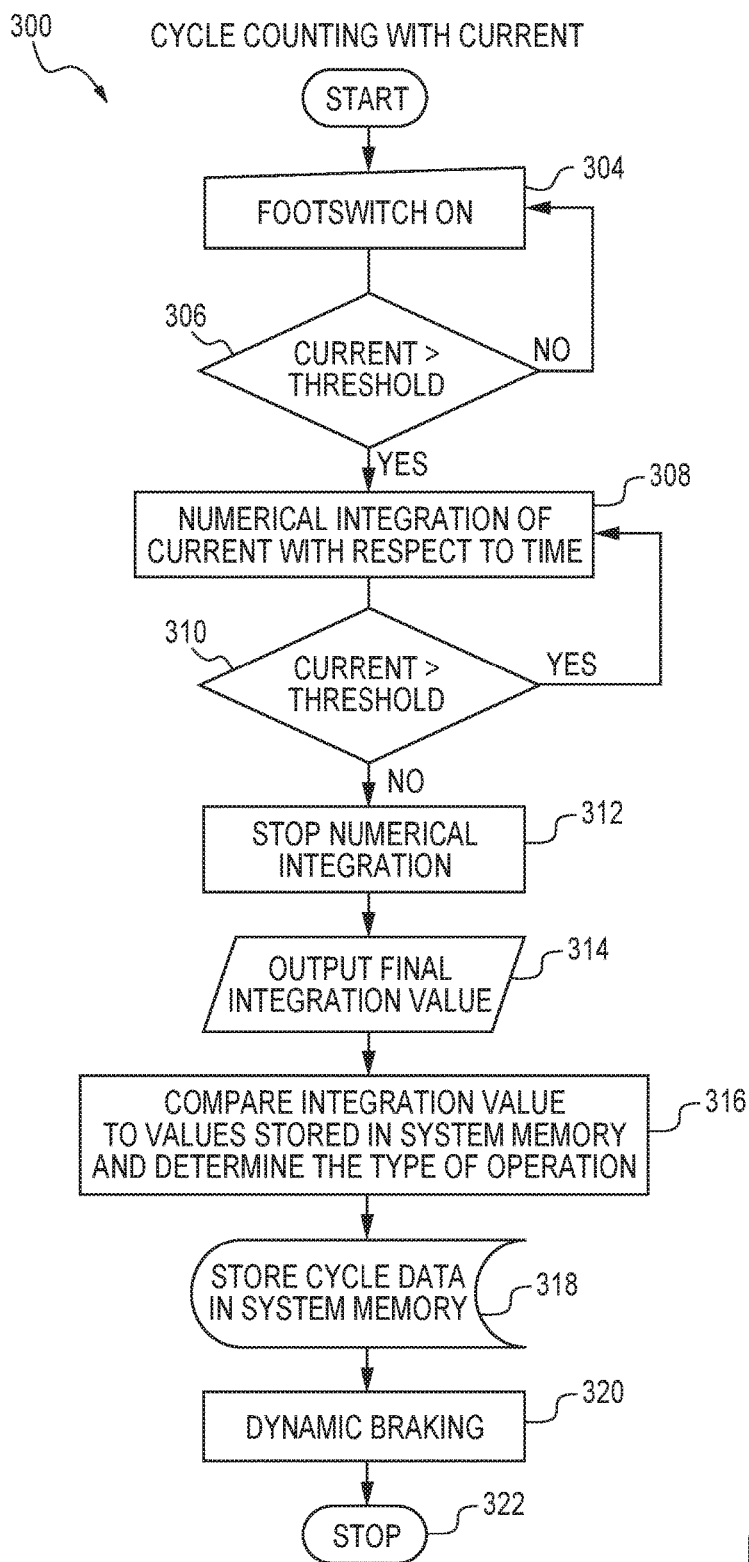 300
CYCLE COUNTING WITH CURRENT
START
304
FOOTSWITCH ON
306
CURRENT >
THRESHOLD
NO
YES
308
NUMERICAL INTEGRATION OF
CURRENT WITH RESPECT TO TIME
310
CURRENT >
THRESHOLD
YES
NO
312
STOP NUMERICAL
INTEGRATION
314
OUTPUT FINAL
INTEGRATION VALUE
COMPARE INTEGRATION VALUE
TO VALUES STORED IN SYSTEM MEMORY
AND DETERMINE THE TYPE OF OPERATION
316
STORE CYCLE DATA
IN SYSTEM MEMORY
318
320
DYNAMIC BRAKING
STOP
322